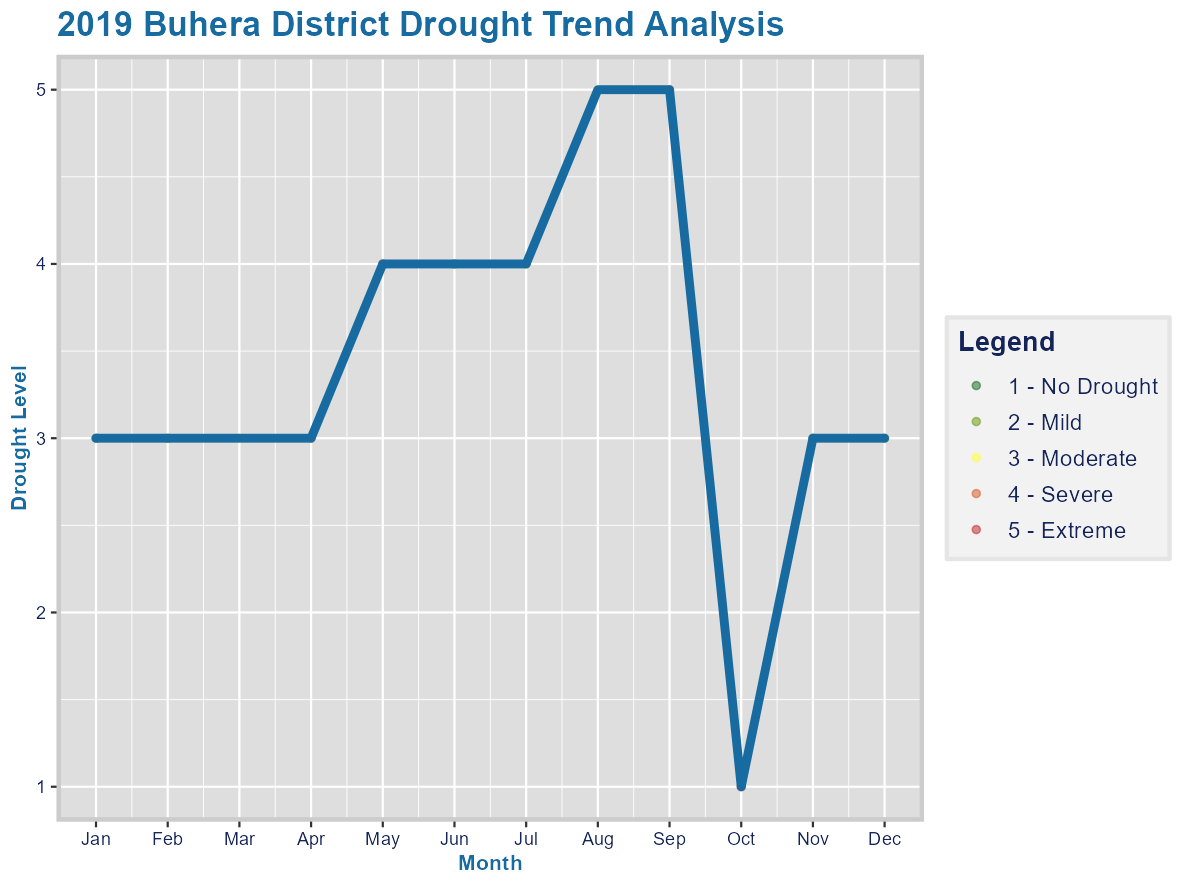 2019 Buhera District Drought Trend Analysis
Drought Level
5
4
3
2
1
Jan Feb Mar Apr May Jun Jul Aug Sep Oct Nov Dec
Month
Legend
1 - No Drought
2 - Mild
3 - Moderate
4 - Severe
5 - Extreme